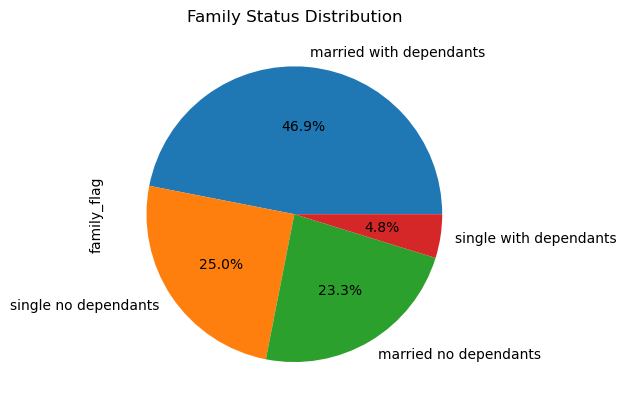 Family Status Distribution
married with dependants
46.9%
family_flag
4.8%
single with dependants
25.0%
23.3%
single no dependants
married no dependants